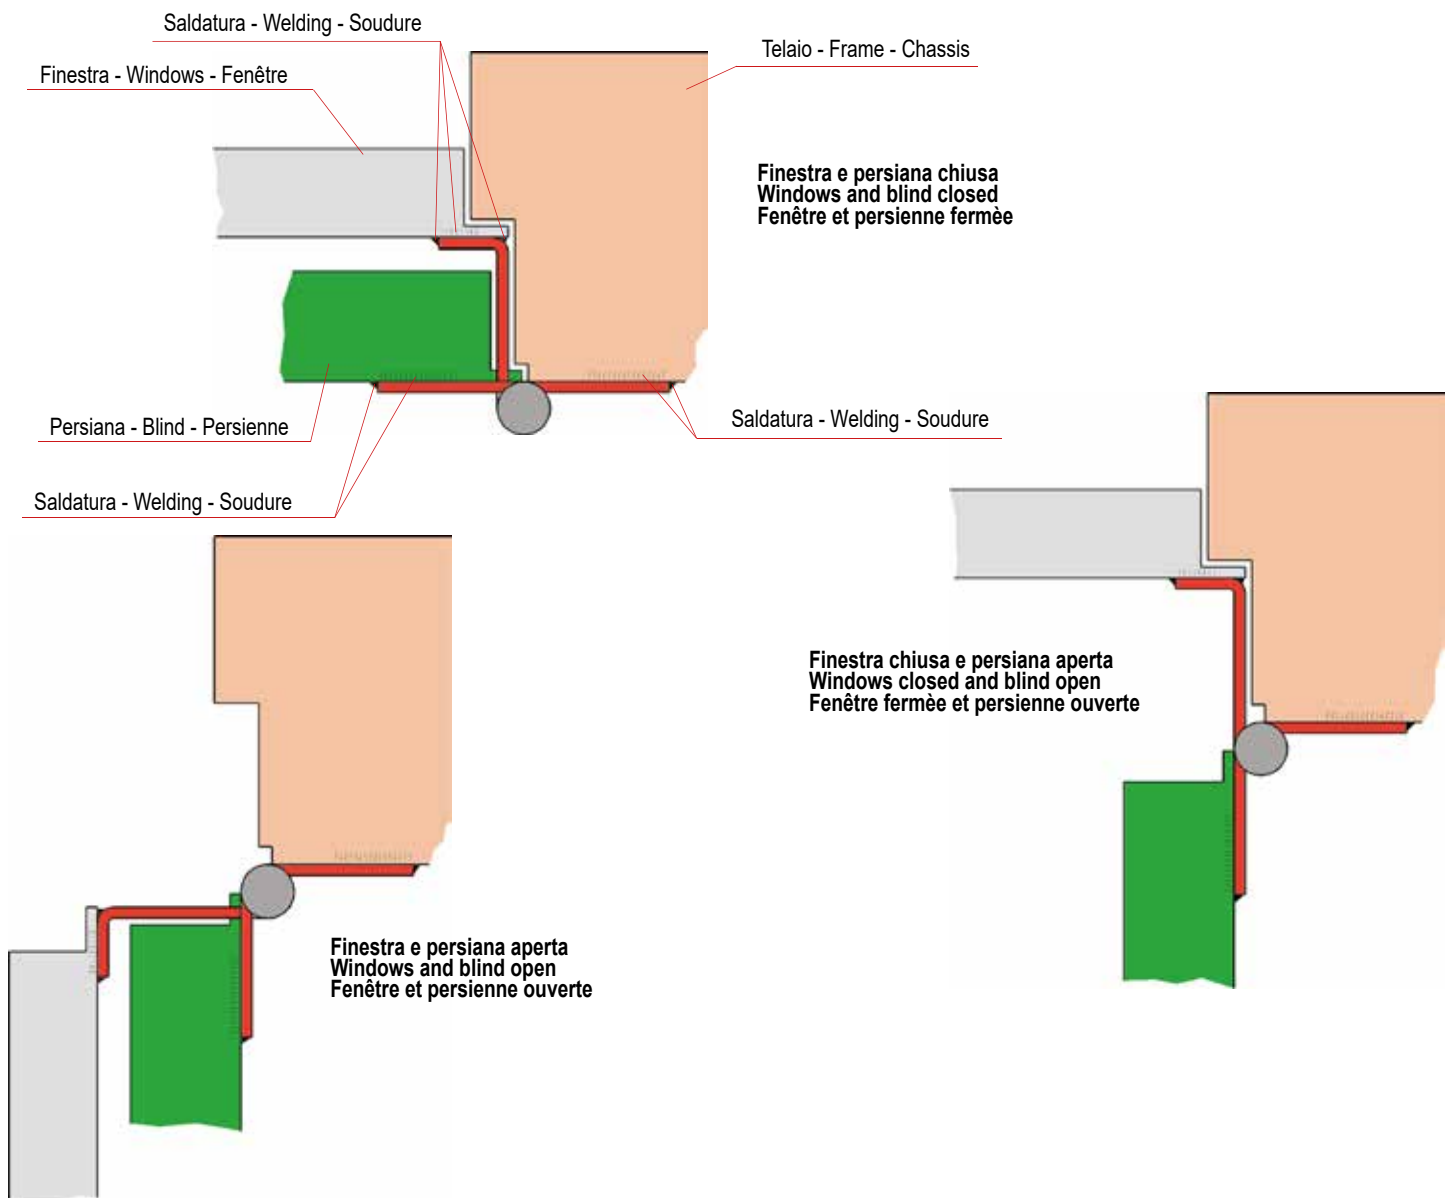 Saldatura - Welding - Soudure
Telaio - Frame - Chassis
Finestra - Windows - Fenêtre
Finestra e persiana chiusa
Windows and blind closed
Fenêtre et persienne fermèe
Persiana - Blind - Persienne
Saldatura - Welding - Soudure
Saldatura - Welding - Soudure
Finestra chiusa e persiana aperta
Windows closed and blind open
Fenêtre fermèe et persienne ouverte
Finestra e persiana aperta
Windows and blind open
Fenêtre et persienne ouverte